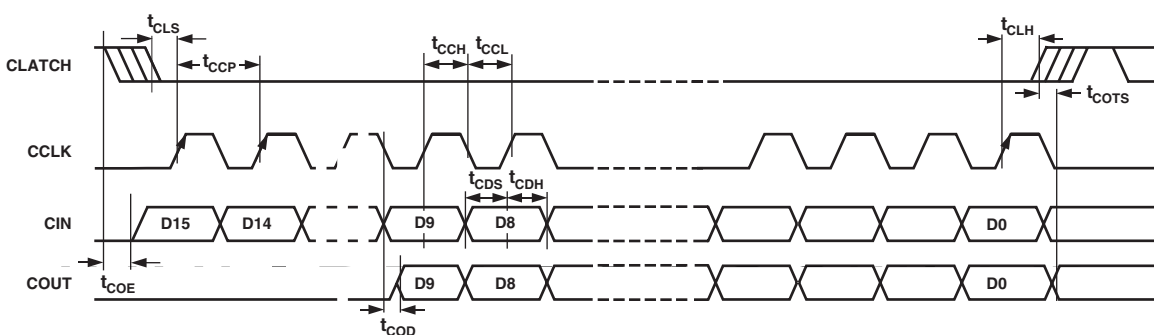 tCLS
tCCH
tCCL
tCLH
CLATCH
tCCP
tCOTS
CCLK
tCDS
tCDH
CIN
D15
D14
D9
D8
D0
tCOE
COUT
D9
D8
D0
tCOD